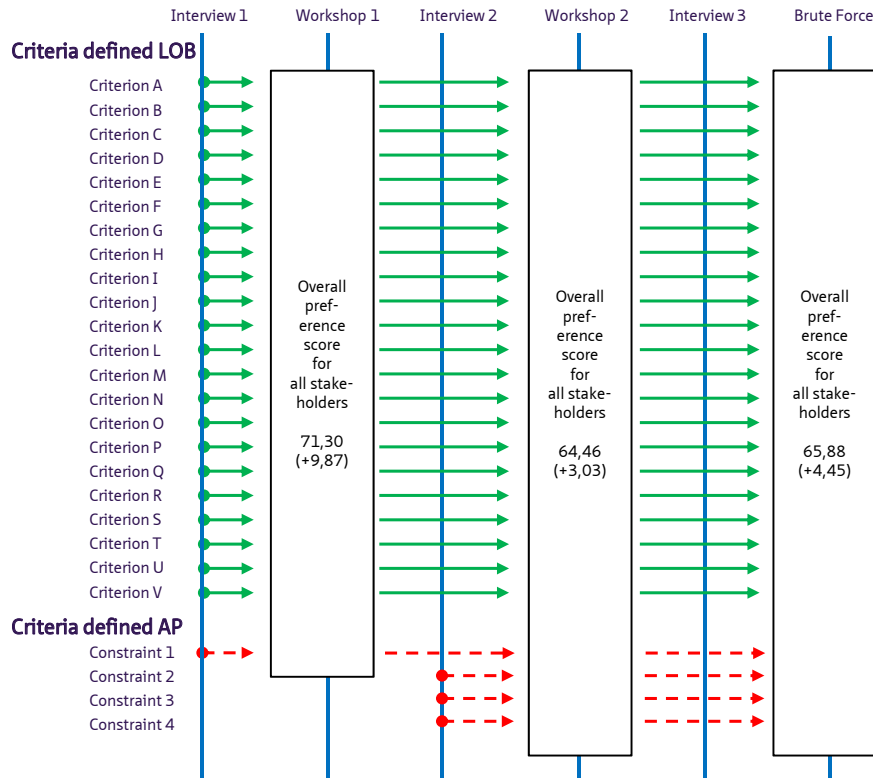 Interview 1
Workshop 1
Interview 2
Workshop 2
Interview 3
Brute Force
Criteria defined LOB
Criterion A
Criterion B
Criterion C
Criterion D
Criterion E
Criterion F
Criterion G
Criterion H
Criterion I
Criterion J
Criterion K
Criterion L
Criterion M
Criterion N
Criterion O
Criterion P
Criterion Q
Criterion R
Criterion S
Criterion T
Criterion U
Criterion V
Overall
pref-
erence
score
for
all stake-
holders
71,30
(+9,87)
Overall
pref-
erence
score
for
all stake-
holders
64,46
(+3,03)
Overall
pref-
erence
score
for
all stake-
holders
65,88
(+4,45)
Criteria defined AP
Constraint 1
Constraint 2
Constraint 3
Constraint 4